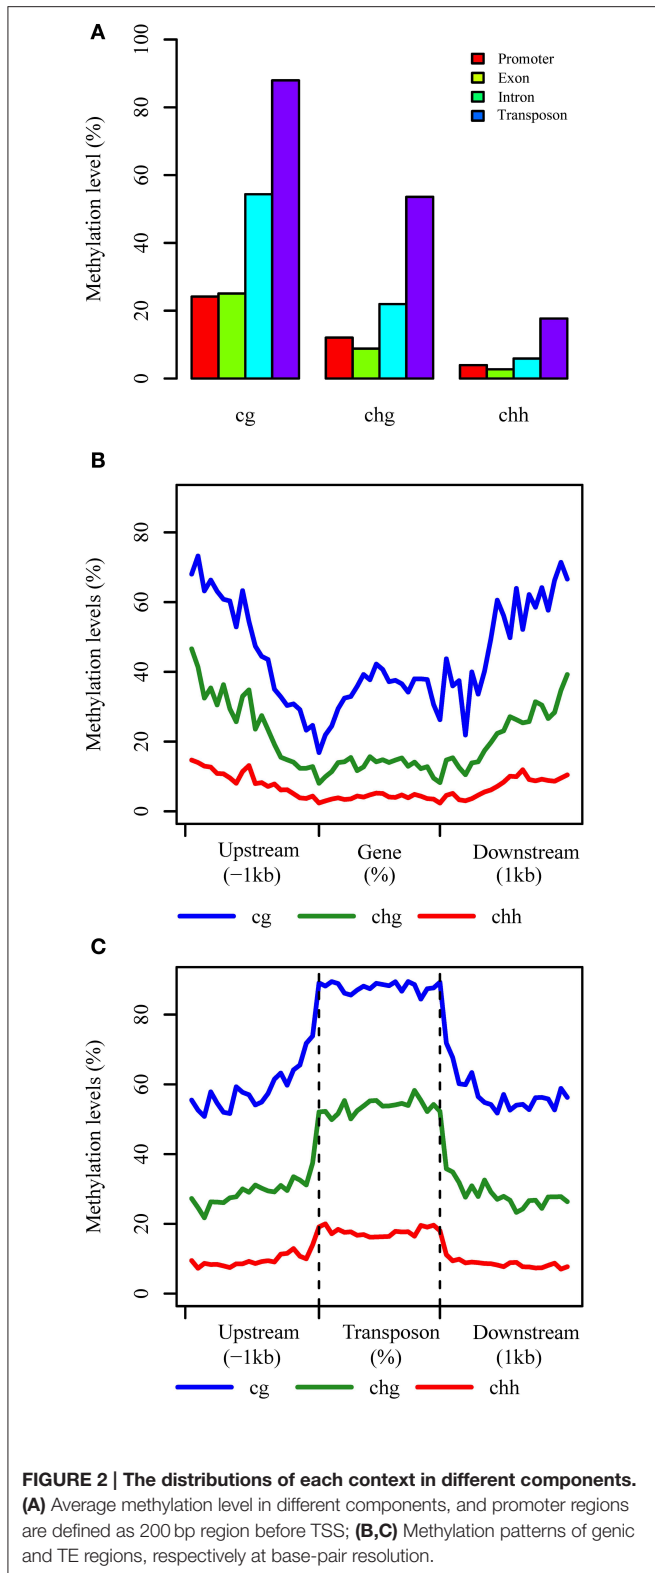 A
Methylation level (%)
0 20 40 60 80 100
Promoter
Exon
Intron
Transposon
cg chg chh
B
Methylation levels (%)
0 20 40 60 80
Upstream Gene Downstream
(−1kb) (%) (1kb)
cg chg chh
C
Methylation levels (%)
0 20 40 60 80
Upstream Transposon Downstream
(−1kb) (%) (1kb)
cg chg chh
FIGURE 2 | The distributions of each context in different components.
(A) Average methylation level in different components, and promoter regions
are defined as 200 bp region before TSS; (B,C) Methylation patterns of genic
and TE regions, respectively at base-pair resolution.